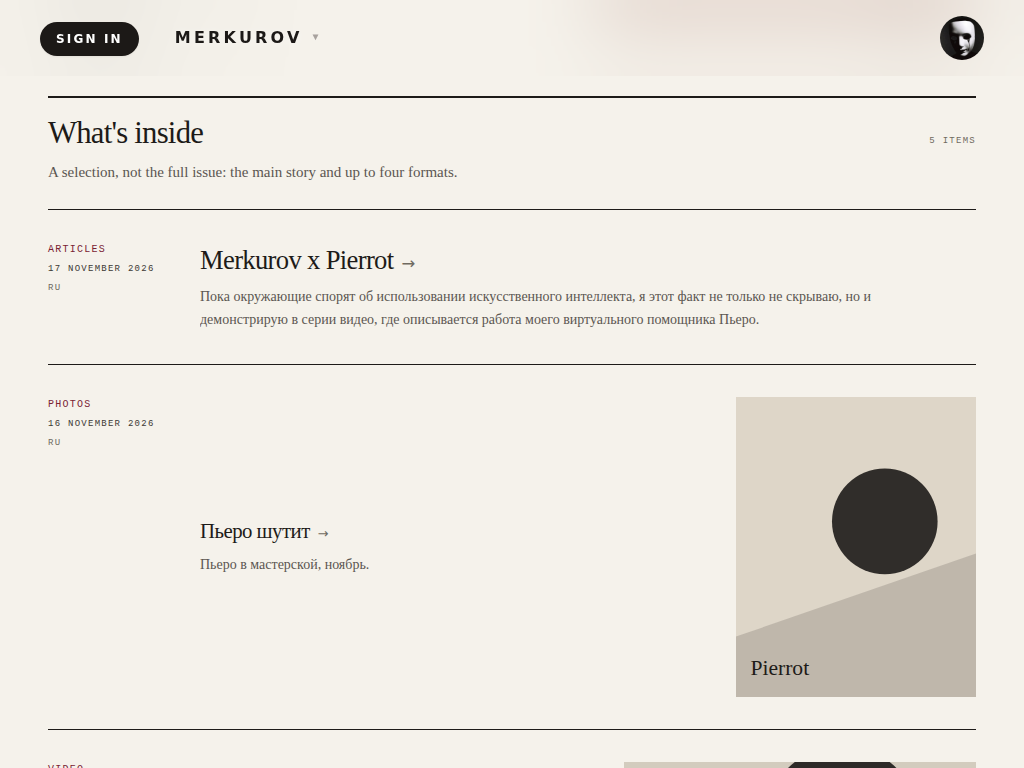 SIGN IN
MERKUROV
What's inside
5 ITEMS
A selection, not the full issue: the main story and up to four formats.
ARTICLES
17 NOVEMBER 2026
RU
Merkurov x Pierrot →
Пока окружающие спорят об использовании искусственного интеллекта, я этот факт не только не скрываю, но и
демонстрирую в серии видео, где описывается работа моего виртуального помощника Пьеро.
PHOTOS
16 NOVEMBER 2026
RU
Пьеро шутит →
Пьеро в мастерской, ноябрь.
Pierrot
VIDEO